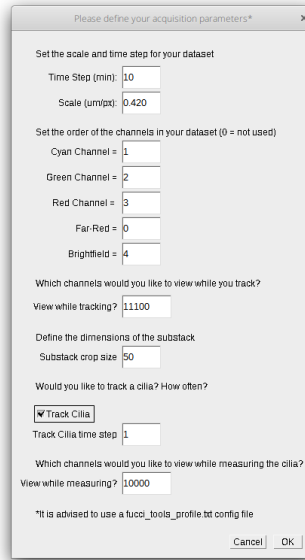 Please define your acquisition parameters*
Set the scale and time step for your dataset
Time Step (min): 10
Scale (um/px): 0.420
Set the order of the channels in your dataset (0 = not used)
Cyan Channel = 1
Green Channel = 2
Red Channel = 3
Far-Red = 0
Brightfield = 4
Which channels would you like to view while you track?
View while tracking? 11100
Define the dimensions of the substack
Substack crop size 50
Would you like to track a cilia? How often?
Track Cilia
Track Cilia time step 1
Which channels would you like to view while measuring the cilia?
View while measuring? 10000
*It is advised to use a fucci_tools_profile.txt config file
Cancel OK